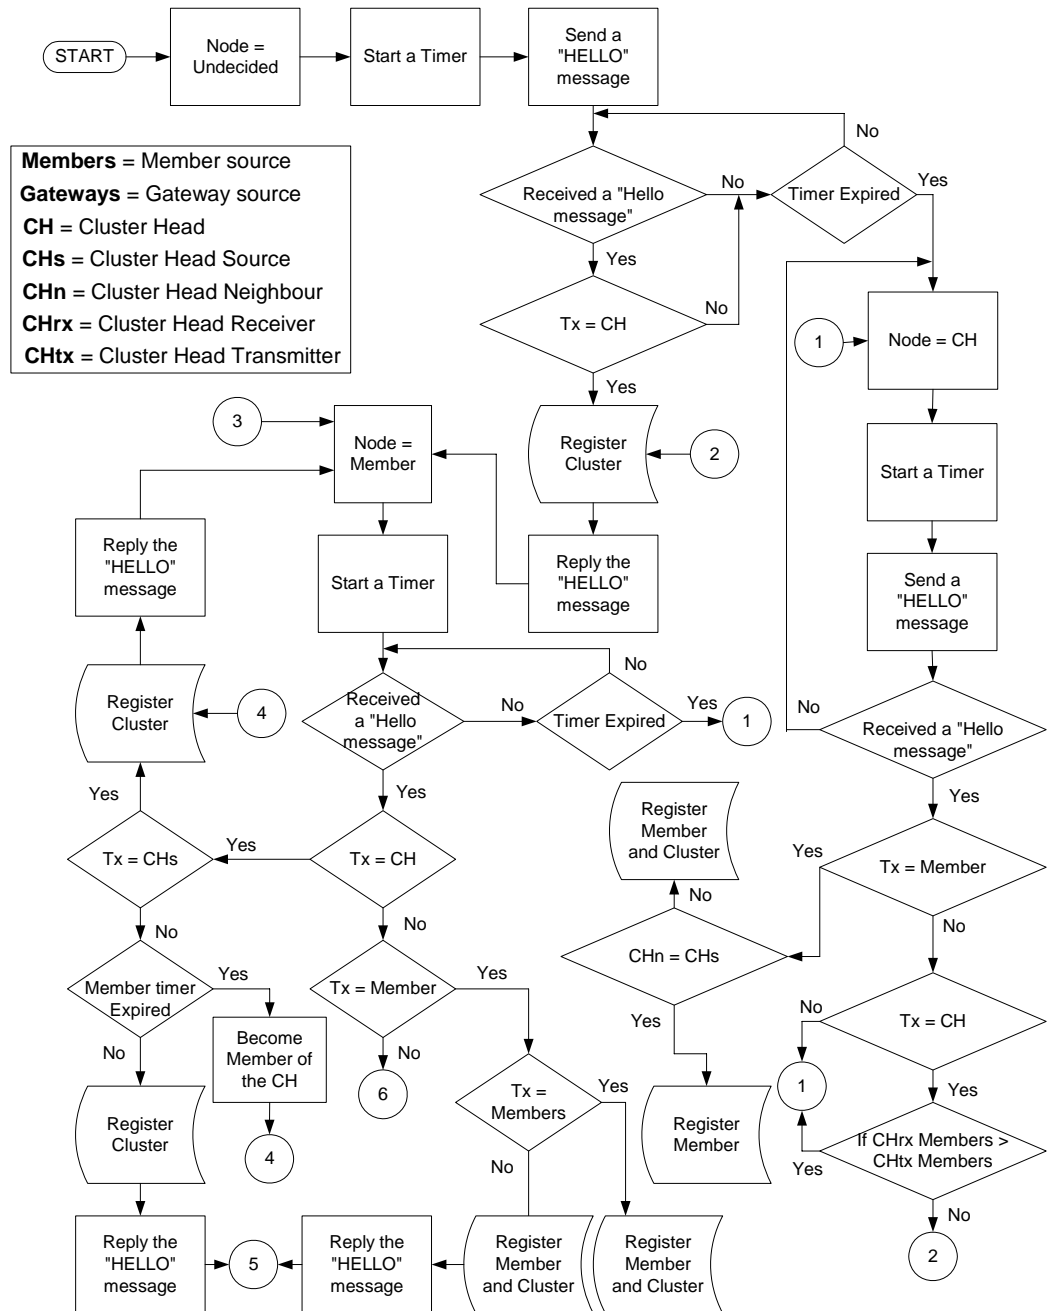 START
Node =
Undecided
Start a Timer
Send a
"HELLO"
message
Members = Member source
Gateways = Gateway source
CH = Cluster Head
CHs = Cluster Head Source
CHn = Cluster Head Neighbour
CHrx = Cluster Head Receiver
CHtx = Cluster Head Transmitter
No
Received a "Hello
message"
No
Timer Expired
Yes
Yes
Tx = CH
No
Yes
1
Node = CH
3
Node =
Member
Register
Cluster
2
Start a Timer
Reply the
"HELLO"
message
Start a Timer
Reply the
"HELLO"
message
Send a
"HELLO"
message
No
Register
Cluster
4
Received
a "Hello
message"
No
Timer Expired
Yes
1
No
Received a "Hello
message"
Yes
Yes
Yes
Register
Member
and Cluster
Tx = CHs
Yes
Tx = CH
Yes
Tx = Member
No
No
No
No
CHn = CHs
Member timer
Expired
Yes
Tx = Member
Yes
Yes
No
Tx = CH
Become
Member of
the CH
No
No
6
Tx =
Members
Yes
1
Yes
Register
Cluster
4
Register
Member
If CHrx Members >
CHtx Members
Yes
No
No
Reply the
"HELLO"
message
5
Reply the
"HELLO"
message
Register
Member
and Cluster
Register
Member
and Cluster
2